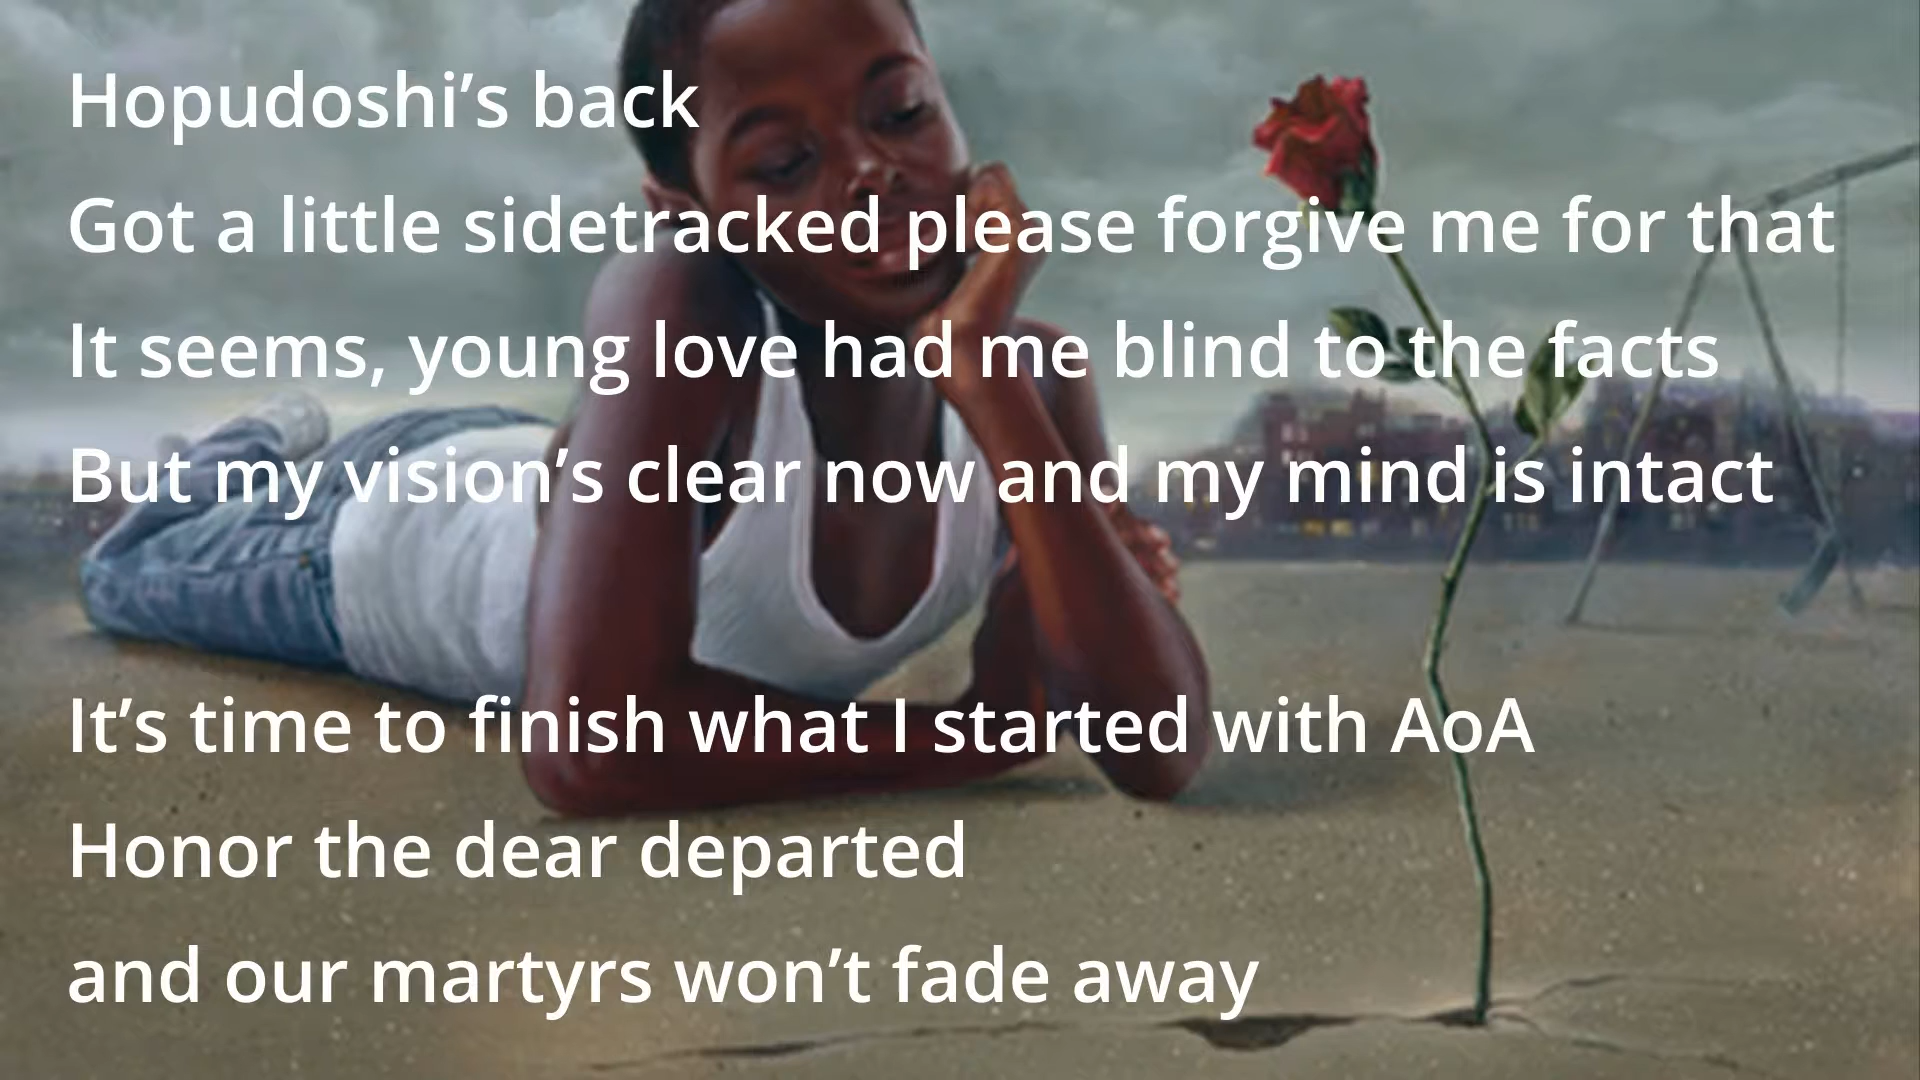 Hopudoshi’s back
Got a little sidetracked please forgive me for that
It seems, young love had me blind to the facts
But my vision’s clear now and my mind is intact
It’s time to finish what I started with AoA
Honor the dear departed
and our martyrs won’t fade away